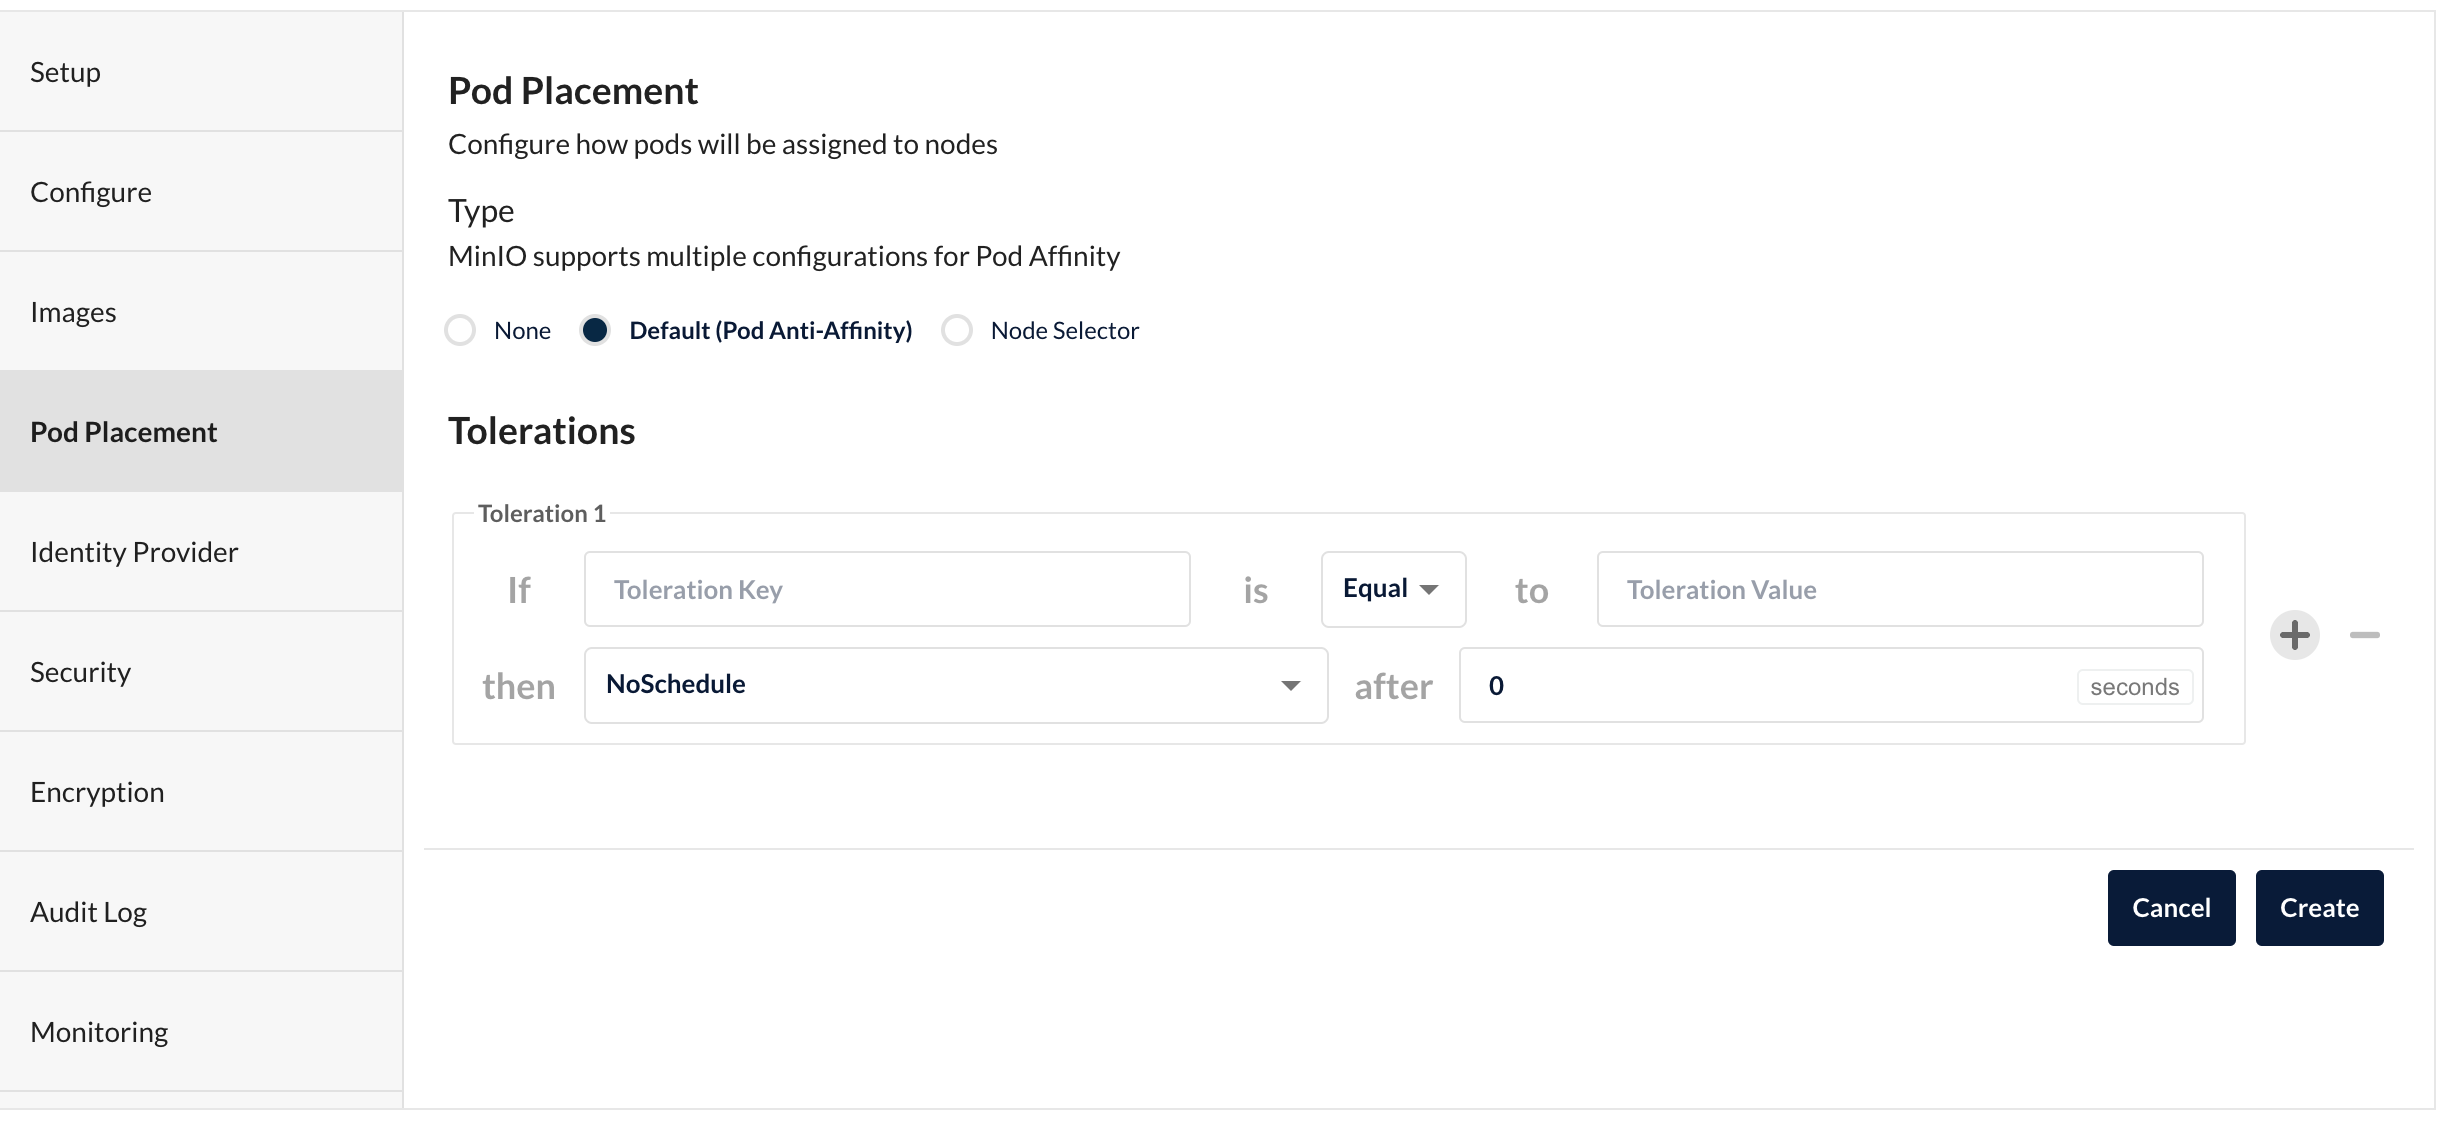 Setup
Configure
Images
Pod Placement
Identity Provider
Security
Encryption
Audit Log
Monitoring
Pod Placement
Configure how pods will be assigned to nodes
Type
MinIO supports multiple configurations for Pod Affinity
None Default (Pod Anti-Affinity) Node Selector
Tolerations
Toleration 1
If Toleration Key is Equal to Toleration Value
then NoSchedule after 0 seconds
Cancel Create